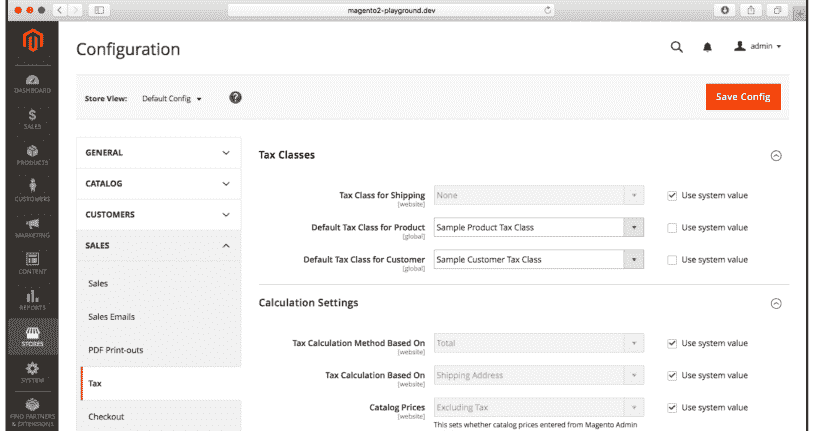 magento2-playground.dev
Configuration
admin
Store View: Default Config ?
Save Config
DASHBOARD
$
SALES
PRODUCTS
CUSTOMERS
MARKETING
CONTENT
REPORTS
STORES
SYSTEM
FIND PARTNERS
& EXTENSIONS
GENERAL
CATALOG
CUSTOMERS
SALES
Sales
Sales Emails
PDF Print-outs
Tax
Checkout
Tax Classes
Tax Class for Shipping None Use system value
[website]
Default Tax Class for Product Sample Product Tax Class Use system value
[global]
Default Tax Class for Customer Sample Customer Tax Class Use system value
[global]
Calculation Settings
Tax Calculation Method Based On Total Use system value
[website]
Tax Calculation Based On Shipping Address Use system value
[website]
Catalog Prices Excluding Tax Use system value
[website]
This sets whether catalog prices entered from Magento Admin